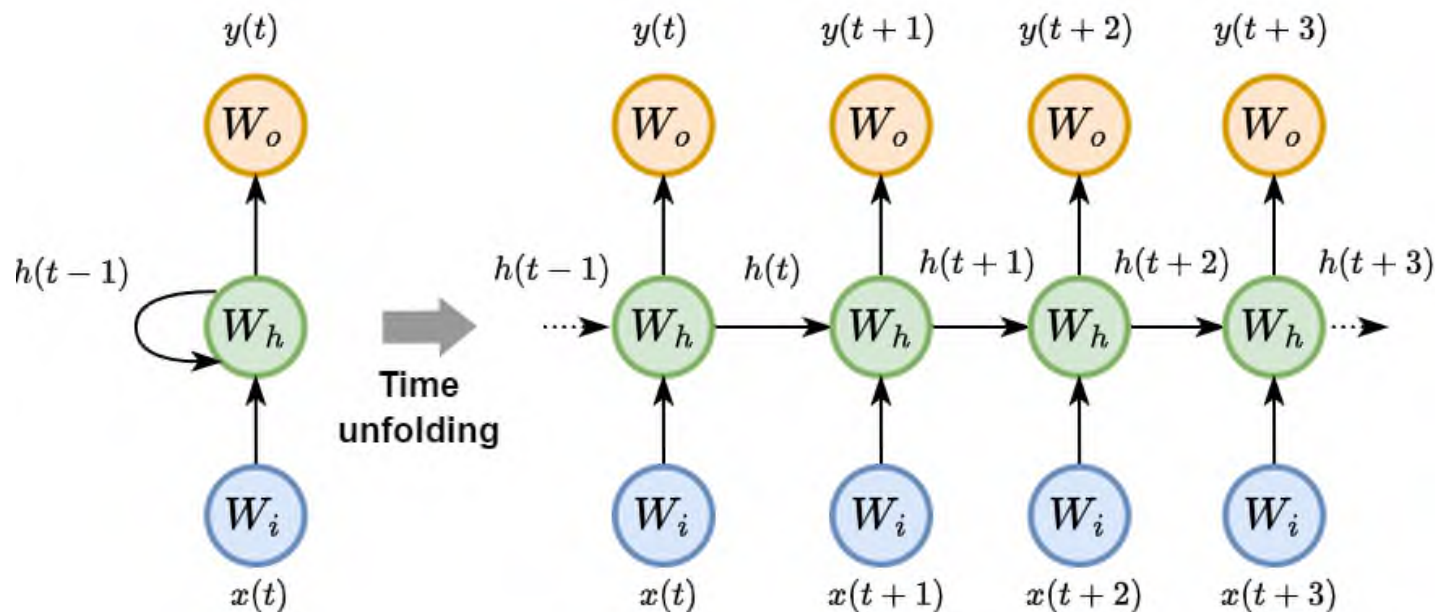 y(t) y(t + 1) y(t + 2) y(t + 3)
y(t)
W_o W_o W_o W_o W_o
h(t − 1) h(t − 1) h(t) h(t + 1) h(t + 2) h(t + 3)
W_h W_h W_h W_h W_h
Time
unfolding
W_i W_i W_i W_i W_i
x(t) x(t) x(t + 1) x(t + 2) x(t + 3)